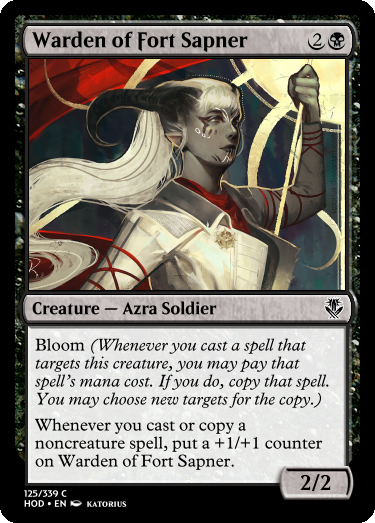 Warden of Fort Sapner 2
Creature — Azra Soldier
Bloom (Whenever you cast a spell that
targets this creature, you may pay that
spell's mana cost. If you do, copy that spell.
You may choose new targets for the copy.)
Whenever you cast or copy a
noncreature spell, put a +1/+1 counter
on Warden of Fort Sapner.
2/2
125/339 C
HOD • EN KATORIUS